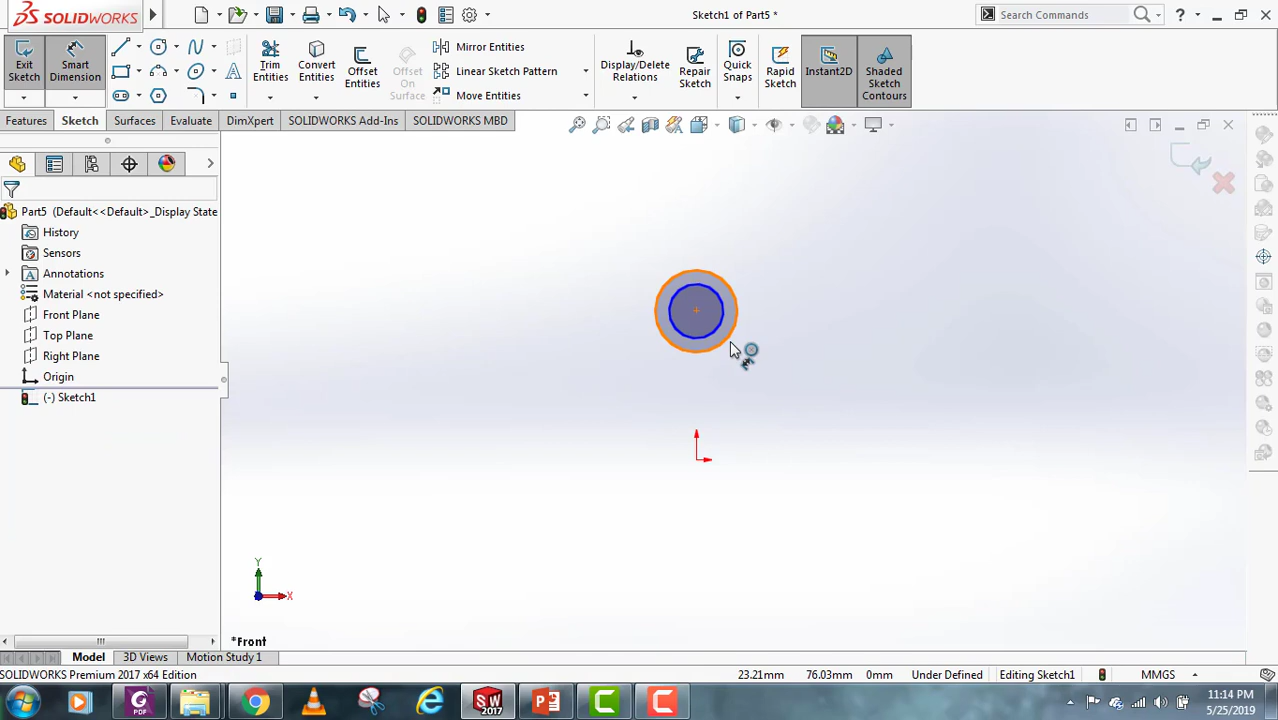 SOLIDWORKS
Sketch1 of Part5 *
Search Commands
?
Exit Sketch
Smart Dimension
Trim Entities
Convert Entities
Offset Entities
Offset On Surface
Mirror Entities
Linear Sketch Pattern
Move Entities
Display/Delete Relations
Repair Sketch
Quick Snaps
Rapid Sketch
Instant2D
Shaded Sketch Contours
Features
Sketch
Surfaces
Evaluate
DimXpert
SOLIDWORKS Add-Ins
SOLIDWORKS MBD
Part5 (Default<<Default>_Display State
History
Sensors
Annotations
Material <not specified>
Front Plane
Top Plane
Right Plane
Origin
(-) Sketch1
Y
X
*Front
Model
3D Views
Motion Study 1
SOLIDWORKS Premium 2017 x64 Edition
23.21mm
76.03mm
0mm
Under Defined
Editing Sketch1
MMGS
PDF
SW
2017
11:14 PM
5/25/2019